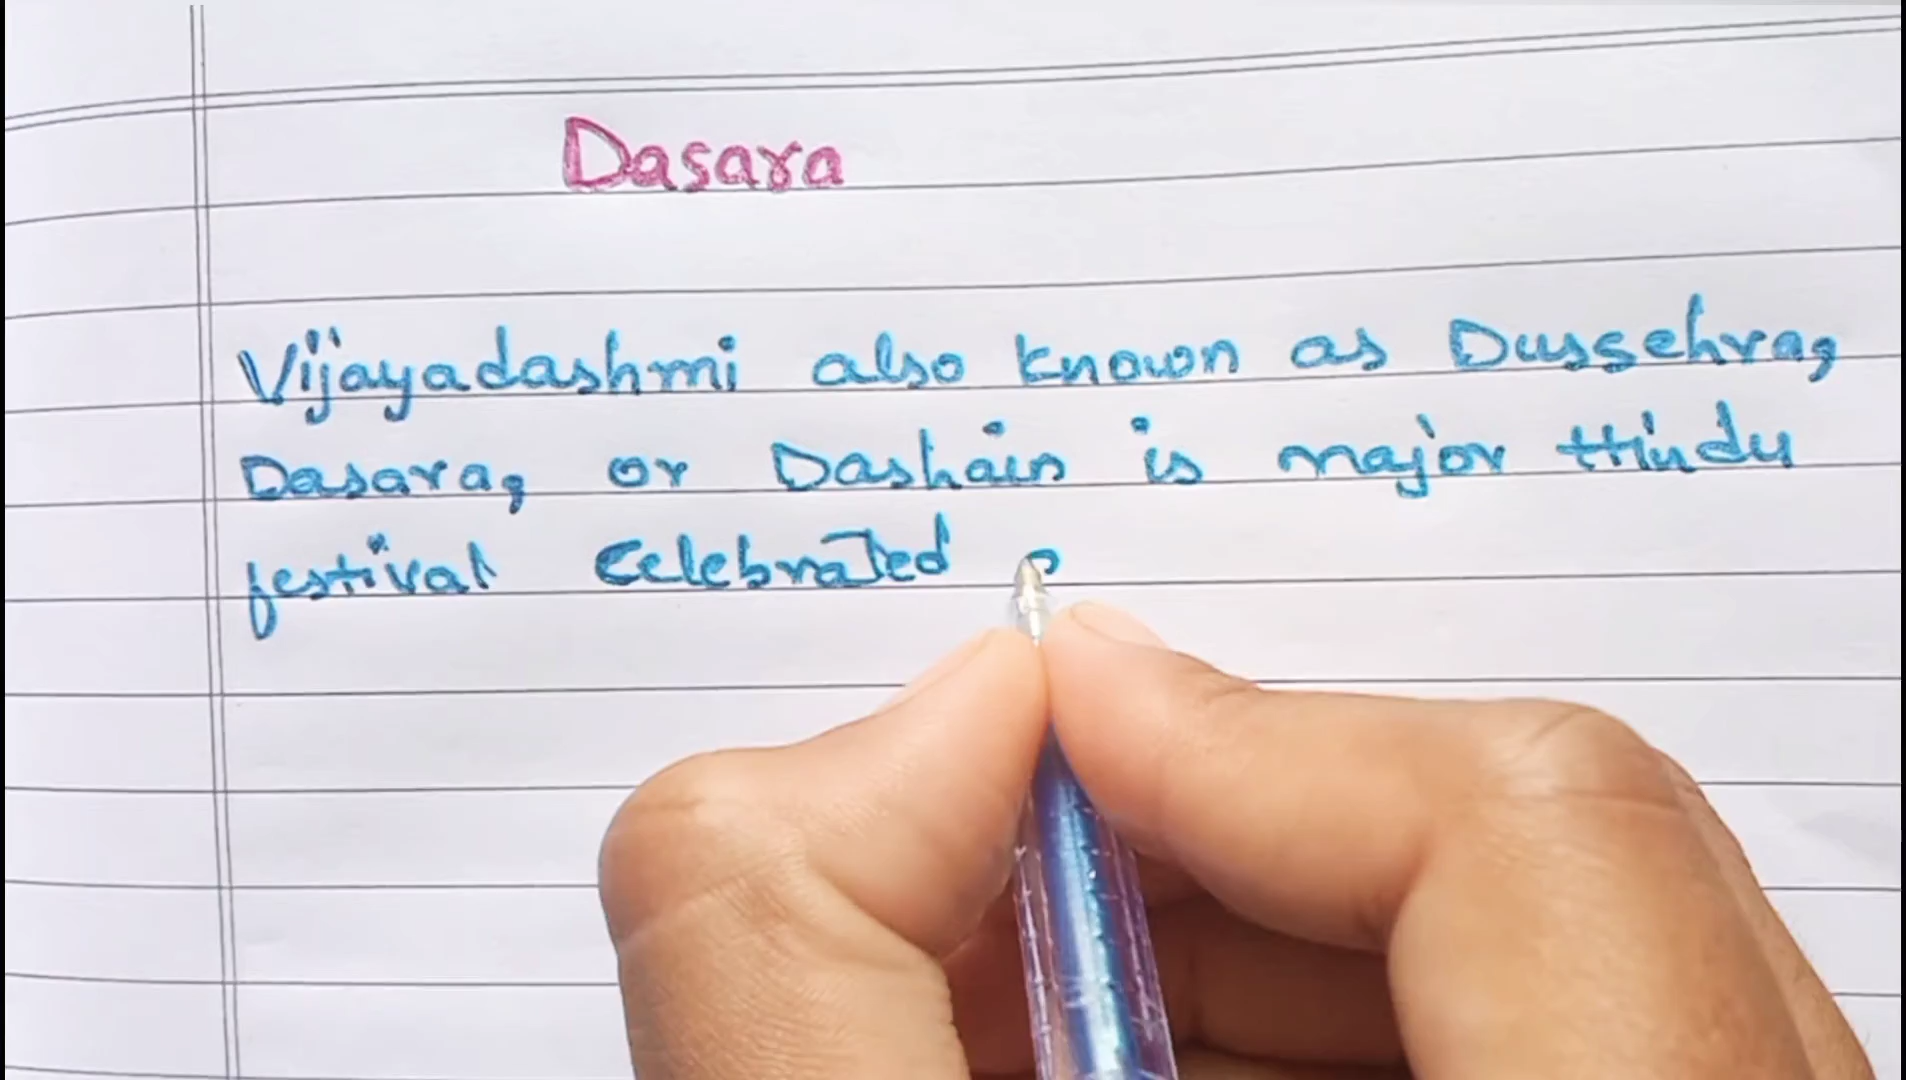 Dasara
Vijayadashmi also known as Dussehra,
Dasara, or Dashain is major Hindu
festival Celebrated